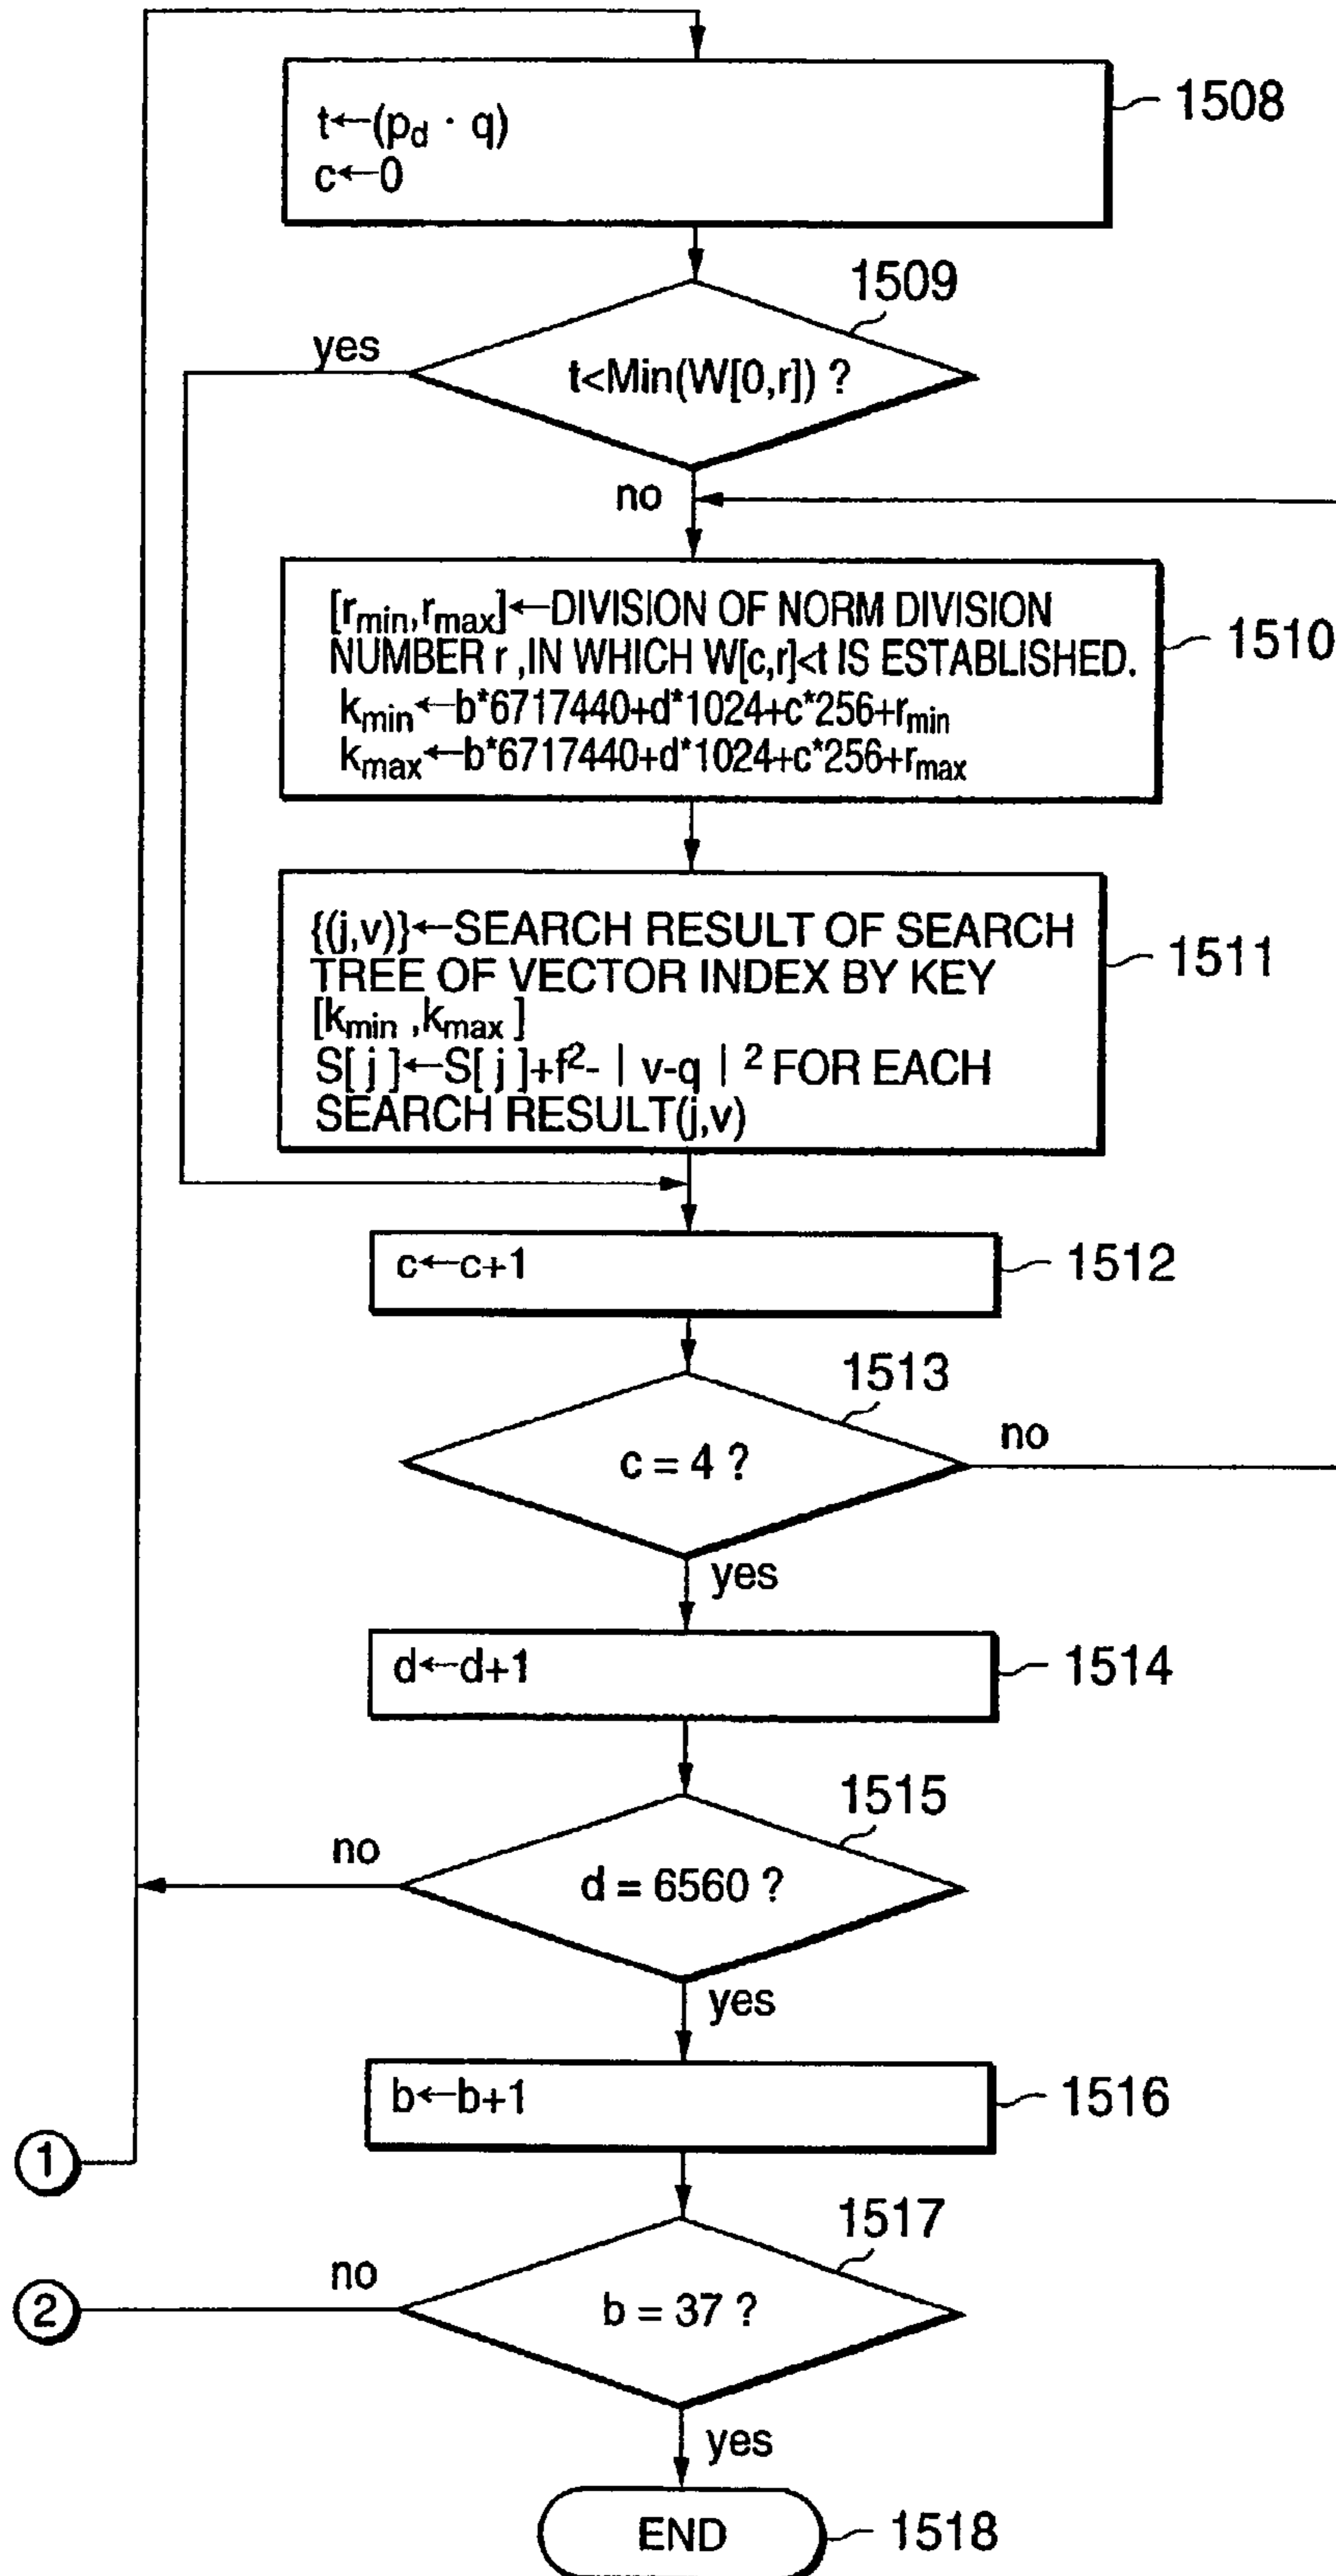 1508
t←(p_d · q)
c←0
1509
yes
t<Min(W[0,r]) ?
no
[r_min,r_max]←DIVISION OF NORM DIVISION
NUMBER r ,IN WHICH W[c,r]<t IS ESTABLISHED.
k_min←b*6717440+d*1024+c*256+r_min
k_max←b*6717440+d*1024+c*256+r_max
1510
{(j,v)}←SEARCH RESULT OF SEARCH
TREE OF VECTOR INDEX BY KEY
[k_min ,k_max ]
S[ j ]←S[ j ]+f²- | v-q | ² FOR EACH
SEARCH RESULT(j,v)
1511
c←c+1
1512
1513
c = 4 ?
no
yes
d←d+1
1514
1515
no
d = 6560 ?
yes
b←b+1
1516
1
1517
no
2
b = 37 ?
yes
END
1518